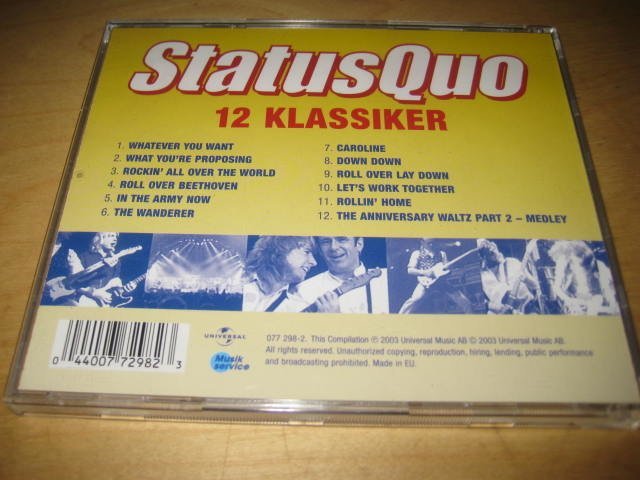 StatusQuo
12 KLASSIKER
1. WHATEVER YOU WANT
2. WHAT YOU'RE PROPOSING
3. ROCKIN' ALL OVER THE WORLD
4. ROLL OVER BEETHOVEN
5. IN THE ARMY NOW
6. THE WANDERER
7. CAROLINE
8. DOWN DOWN
9. ROLL OVER LAY DOWN
10. LET'S WORK TOGETHER
11. ROLLIN' HOME
12. THE ANNIVERSARY WALTZ PART 2 – MEDLEY
0 44007 72982 3
UNIVERSAL
Musik
service
077 298-2. This Compilation ℗ 2003 Universal Music AB © 2003 Universal Music AB.
All rights reserved. Unauthorized copying, reproduction, hiring, lending, public performance
and broadcasting prohibited. Made in EU.